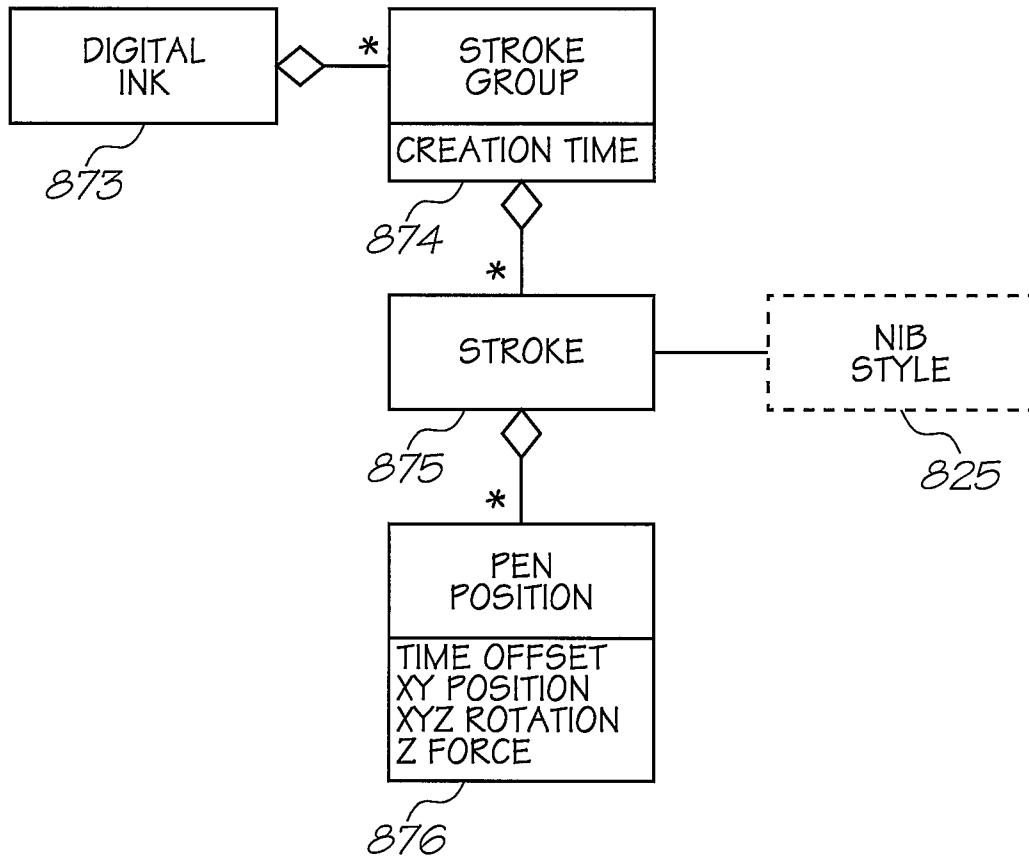 DIGITAL
INK
873
*
STROKE
GROUP
CREATION TIME
874
*
STROKE
875
NIB
STYLE
825
*
PEN
POSITION
TIME OFFSET
XY POSITION
XYZ ROTATION
Z FORCE
876